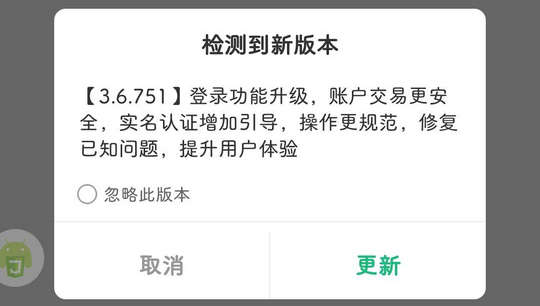 检测到新版本
【3.6.751】登录功能升级，账户交易更安
全，实名认证增加引导，操作更规范，修复
已知问题，提升用户体验
忽略此版本
取消
更新